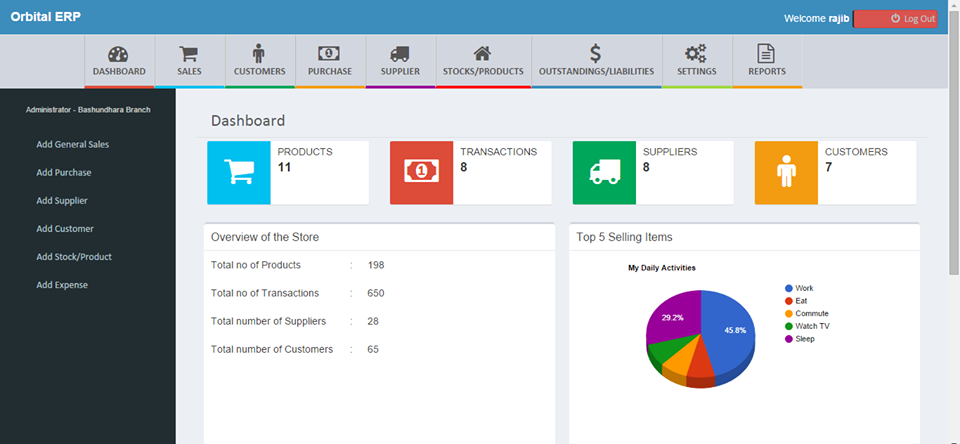 Orbital ERP
Welcome rajib Log Out
DASHBOARD SALES CUSTOMERS PURCHASE SUPPLIER STOCKS/PRODUCTS OUTSTANDINGS/LIABILITIES SETTINGS REPORTS
Administrator - Bashundhara Branch
Add General Sales
Add Purchase
Add Supplier
Add Customer
Add Stock/Product
Add Expense
Dashboard
PRODUCTS
11
1
TRANSACTIONS
8
SUPPLIERS
8
CUSTOMERS
7
Overview of the Store
Total no of Products : 198
Total no of Transactions : 650
Total number of Suppliers : 28
Total number of Customers : 65
Top 5 Selling Items
My Daily Activities
29.2%
45.8%
Work
Eat
Commute
Watch TV
Sleep